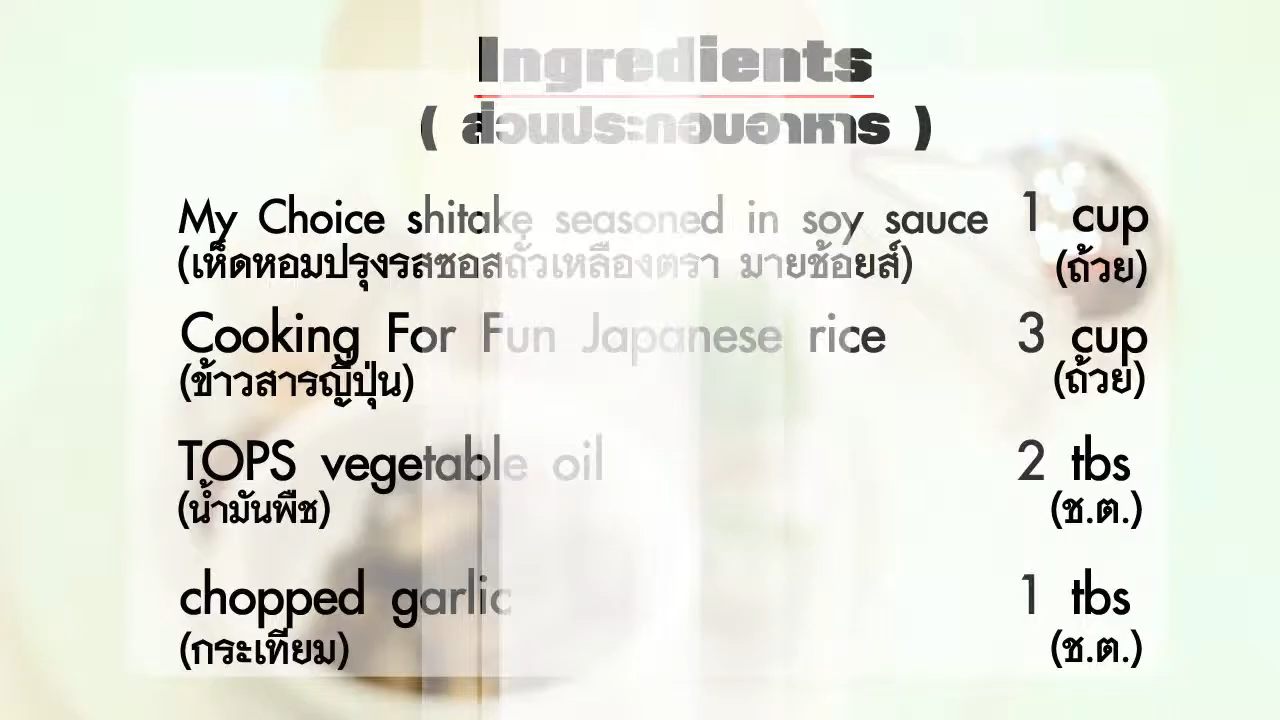 Ingredients
( ส่วนประกอบอาหาร )
My Choice shitake seasoned in soy sauce 1 cup
(เห็ดหอมปรุงรสซอสถั่วเหลืองตรา มายช้อยส์) (ถ้วย)
Cooking For Fun Japanese rice 3 cup
(ข้าวสารญี่ปุ่น) (ถ้วย)
TOPS vegetable oil 2 tbs
(น้ำมันพืช) (ช.ต.)
chopped garlic 1 tbs
(กระเทียม) (ช.ต.)